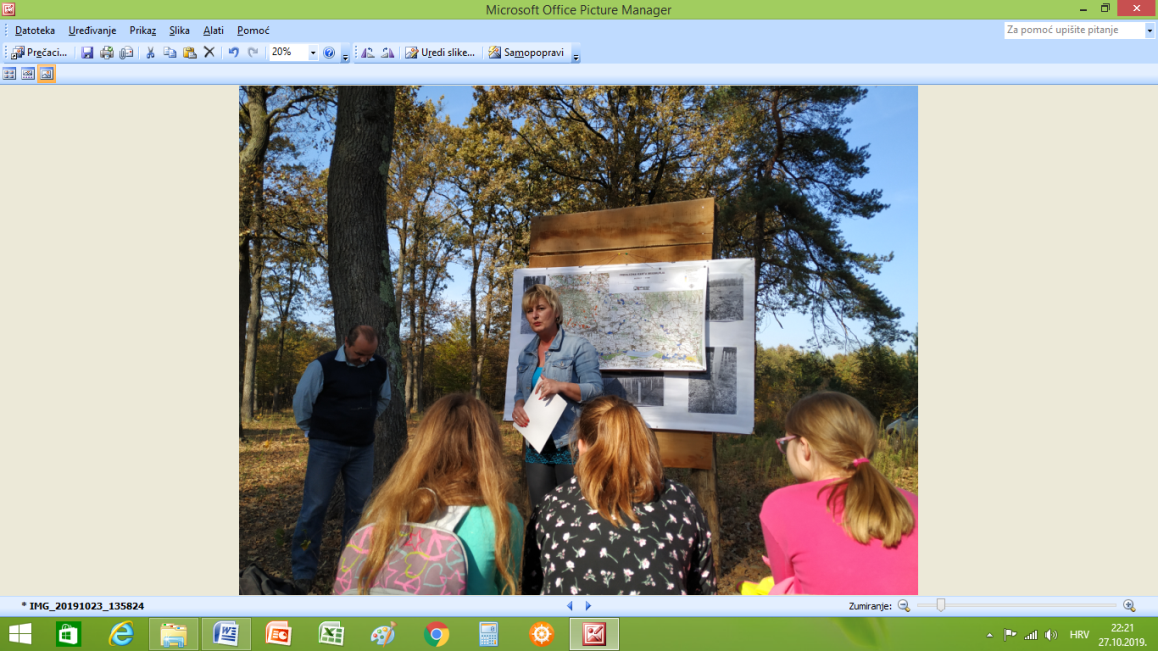 Microsoft Office Picture Manager
Datoteka Uređivanje Prikaz Slika Alati Pomoć
Za pomoć upišite pitanje
Prečaci... 20% Uredi slike... Samopopravi
* IMG_20191023_135824
Zumiranje:
HRV
22:21
27.10.2019.